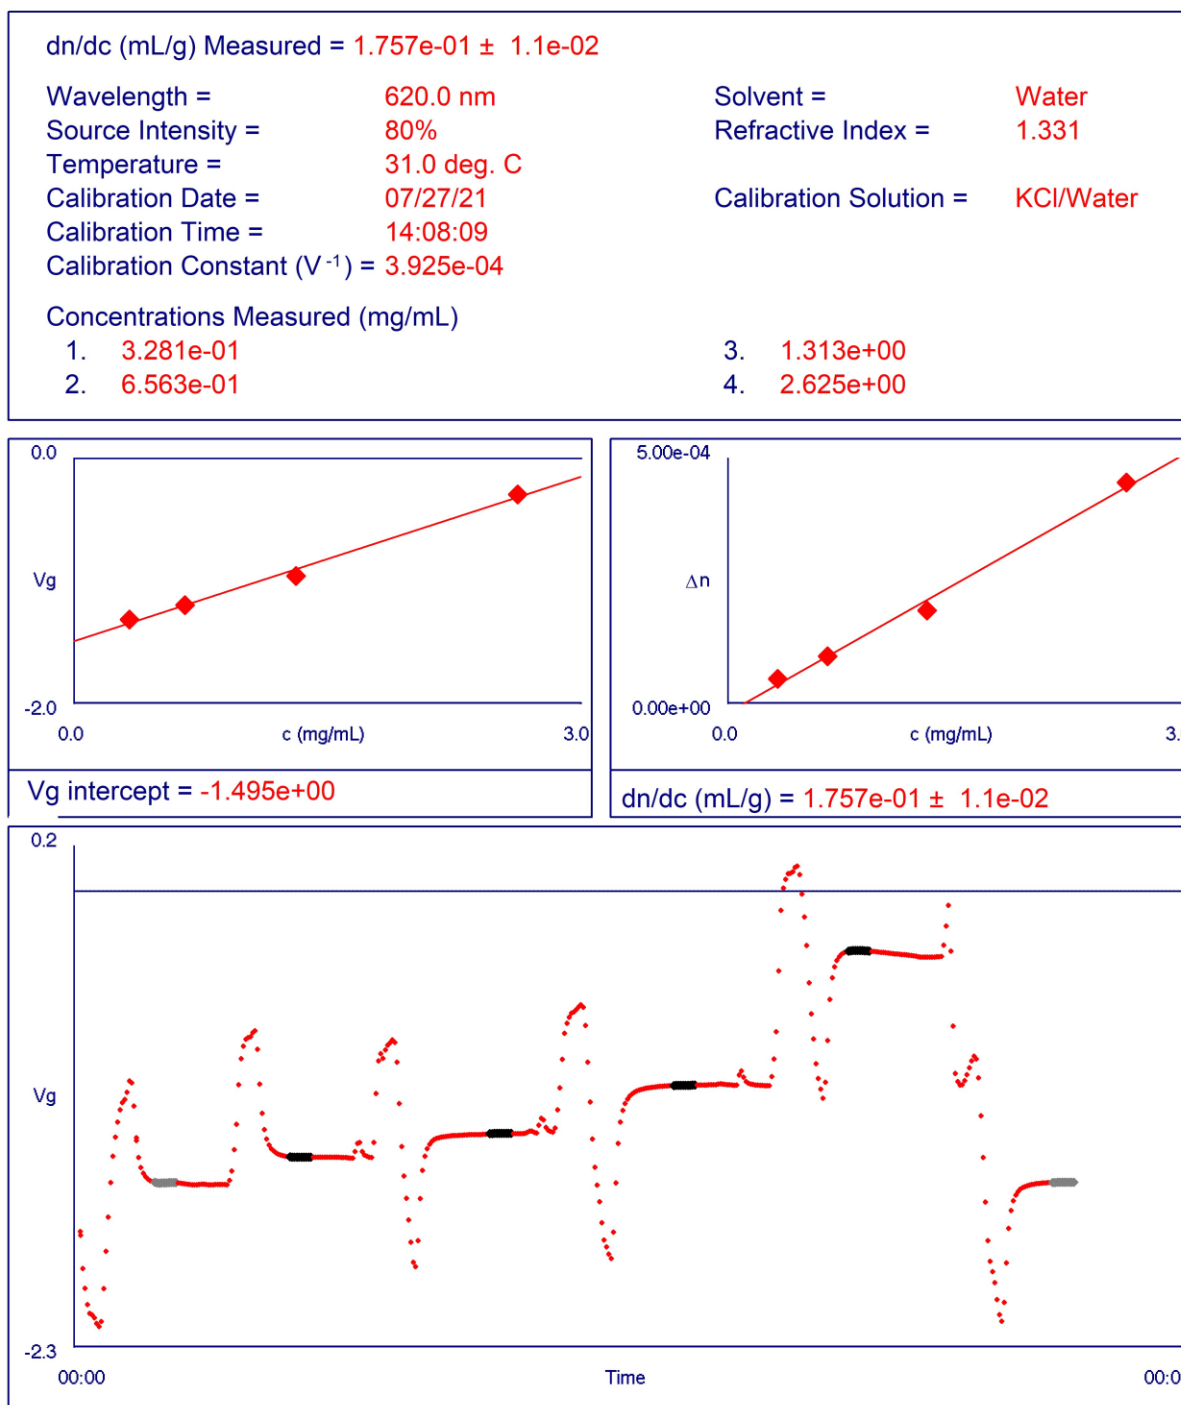 dn/dc (mL/g) Measured = 1.757e-01 ± 1.1e-02
Wavelength = 620.0 nm Solvent = Water
Source Intensity = 80% Refractive Index = 1.331
Temperature = 31.0 deg. C
Calibration Date = 07/27/21 Calibration Solution = KCl/Water
Calibration Time = 14:08:09
Calibration Constant (V⁻¹) = 3.925e-04
Concentrations Measured (mg/mL)
1. 3.281e-01 3. 1.313e+00
2. 6.563e-01 4. 2.625e+00
0.0
Vg
-2.0
0.0 c (mg/mL) 3.0
Vg intercept = -1.495e+00
5.00e-04
Δn
0.00e+00
0.0 c (mg/mL) 3.
dn/dc (mL/g) = 1.757e-01 ± 1.1e-02
0.2
Vg
-2.3
00:00 Time 00:0